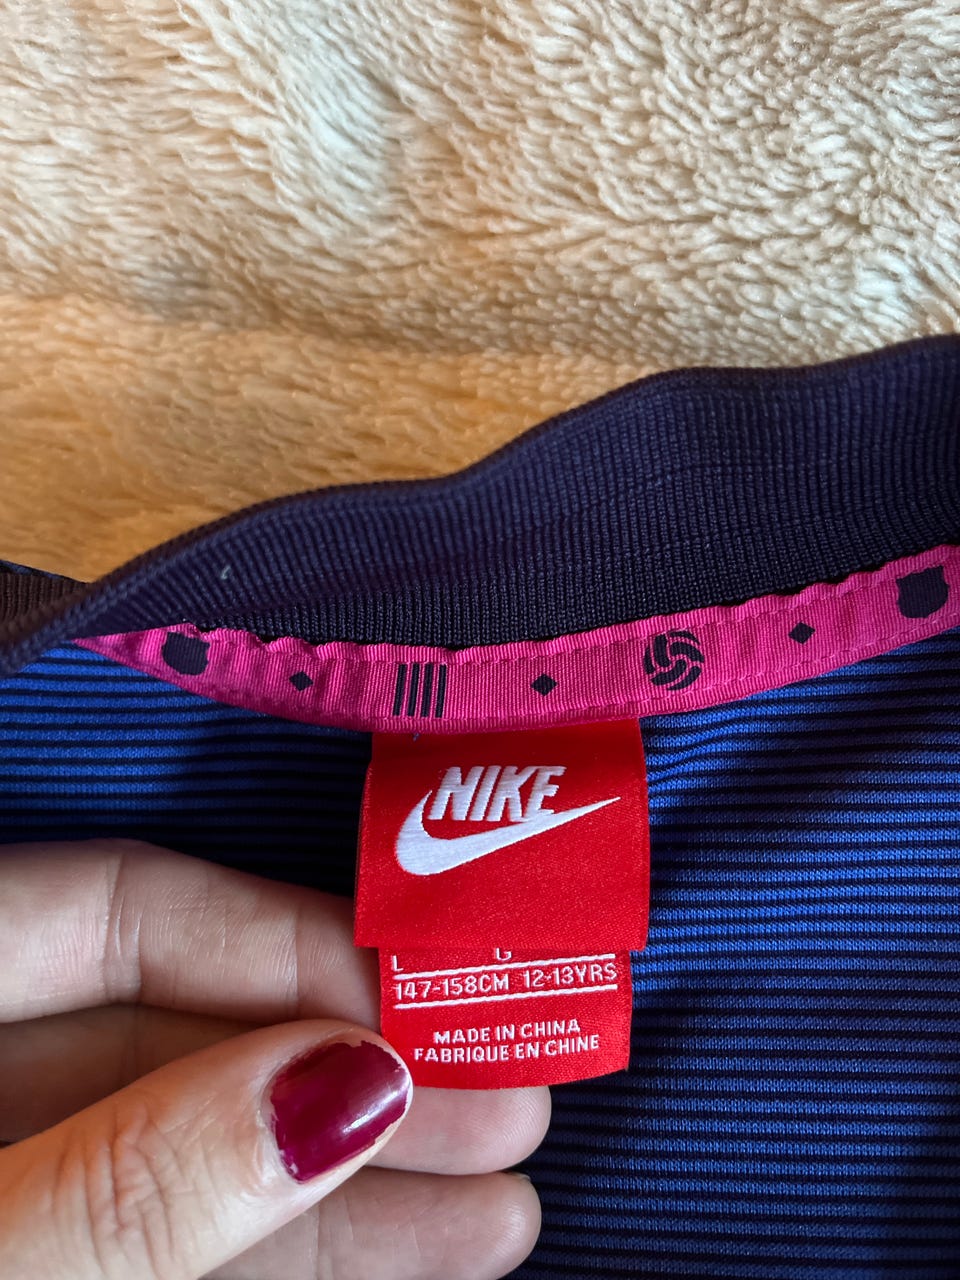 NIKE
L G
147-158CM 12-13YRS
MADE IN CHINA
FABRIQUE EN CHINE